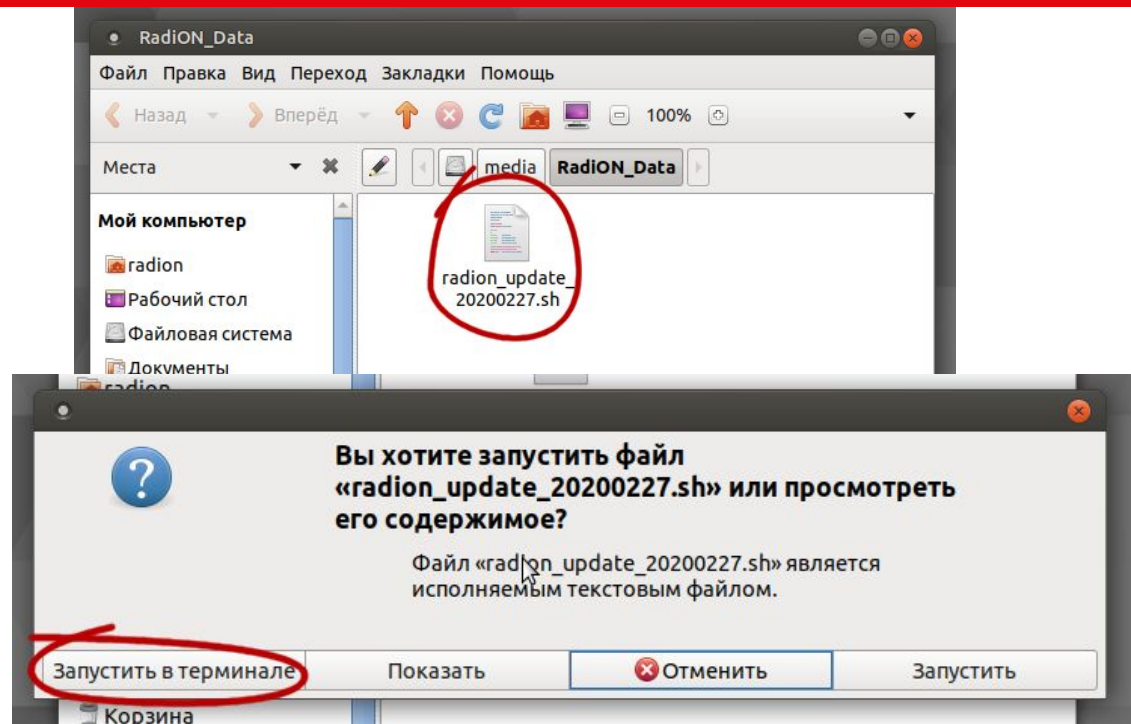 RadiON_Data
Файл Правка Вид Переход Закладки Помощь
Назад Вперёд 100%
Места media RadiON_Data
Мой компьютер
radion
Рабочий стол
Файловая система
Документы
radion_update_
20200227.sh
radion
Вы хотите запустить файл
«radion_update_20200227.sh» или просмотреть
его содержимое?
Файл «radion_update_20200227.sh» является
исполняемым текстовым файлом.
Запустить в терминале Показать Отменить Запустить
Корзина